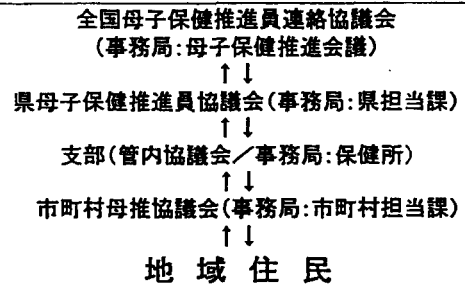 全国母子保健推進員連絡協議会
(事務局:母子保健推進会議)
↑↓
県母子保健推進員協議会(事務局:県担当課)
↑↓
支部(管内協議会/事務局:保健所)
↑↓
市町村母推協議会(事務局:市町村担当課)
↑↓
地域住民